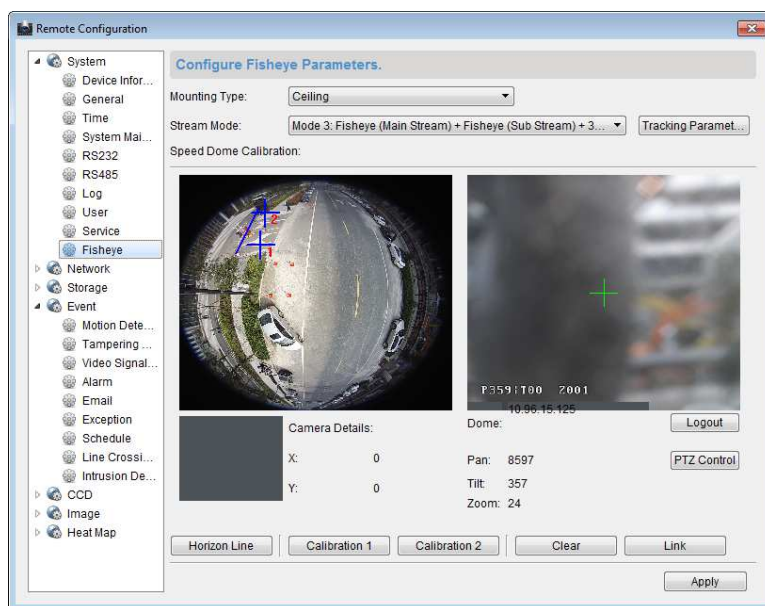 Remote Configuration
System
Device Infor...
General
Time
System Mai...
RS232
RS485
Log
User
Service
Fisheye
Network
Storage
Event
Motion Dete...
Tampering ...
Video Signal...
Alarm
Email
Exception
Schedule
Line Crossi...
Intrusion De...
CCD
Image
Heat Map
Configure Fisheye Parameters.
Mounting Type: Ceiling
Stream Mode: Mode 3: Fisheye (Main Stream) + Fisheye (Sub Stream) + 3... Tracking Paramet...
Speed Dome Calibration:
2
1
P359:T00 Z001
10.96.15.125
Camera Details:
X: 0
Y: 0
Dome: Logout
Pan: 8597 PTZ Control
Tilt: 357
Zoom: 24
Horizon Line Calibration 1 Calibration 2 Clear Link
Apply